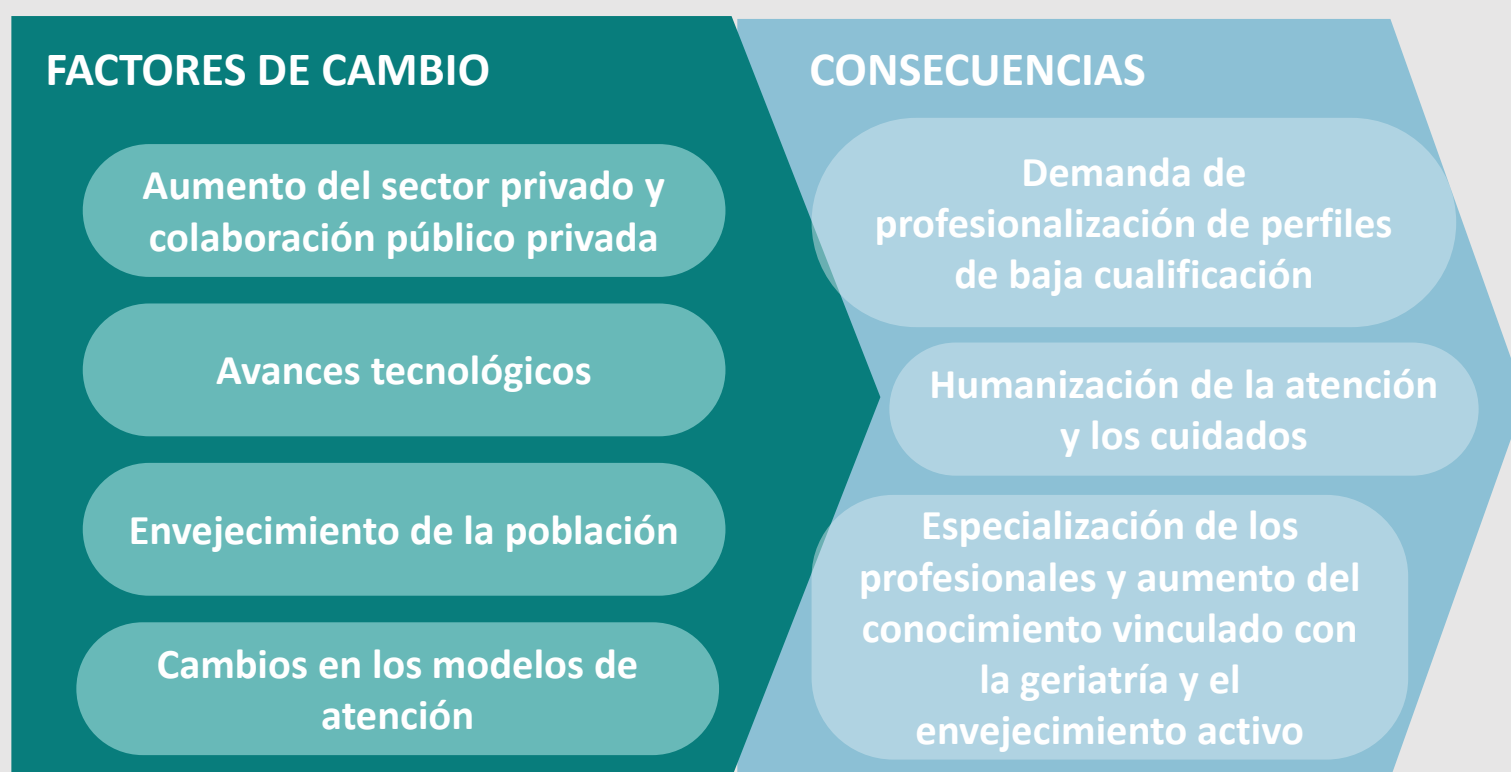 FACTORES DE CAMBIO
Aumento del sector privado y
colaboración público privada
Avances tecnológicos
Envejecimiento de la población
Cambios en los modelos de
atención
CONSECUENCIAS
Demanda de
profesionalización de perfiles
de baja cualificación
Humanización de la atención
y los cuidados
Especialización de los
profesionales y aumento del
conocimiento vinculado con
la geriatría y el
envejecimiento activo